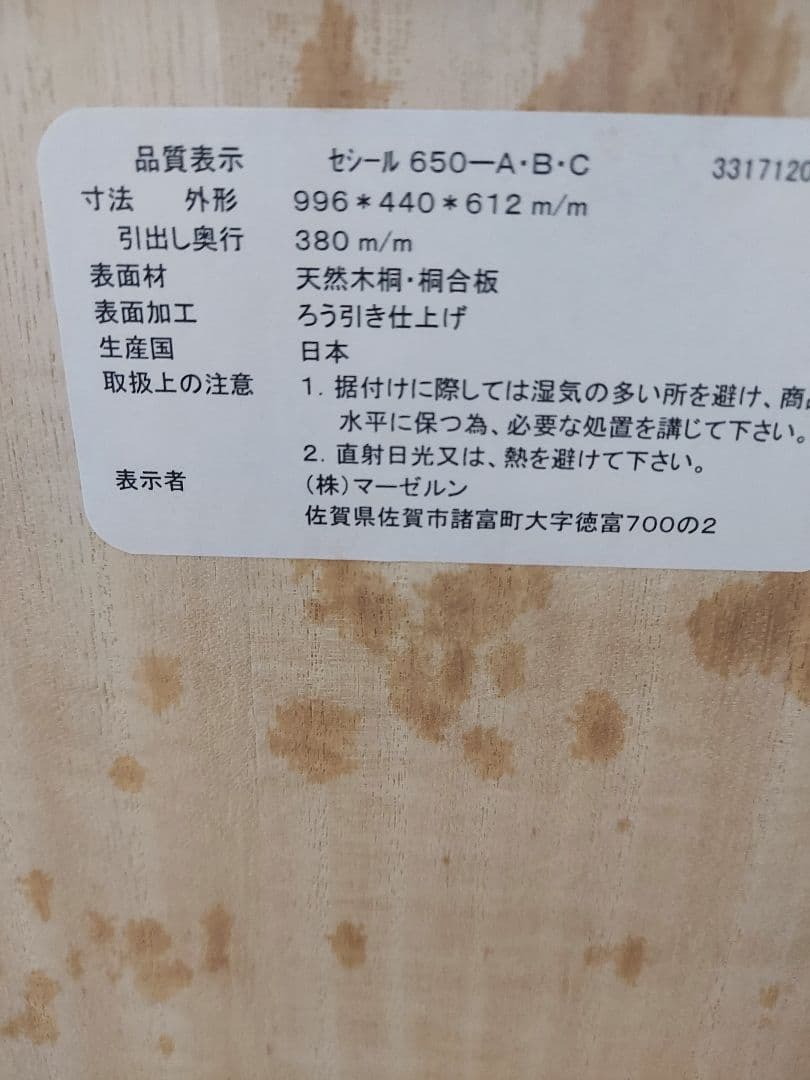 品質表示 セシール 650ーA・B・C 3317120
寸法 外形 996*440*612 m/m
引出し奥行 380 m/m
表面材 天然木桐・桐合板
表面加工 ろう引き仕上げ
生産国 日本
取扱上の注意 1. 据付けに際しては湿気の多い所を避け、商品
水平に保つ為、必要な処置を講じて下さい。
2. 直射日光又は、熱を避けて下さい。
表示者 (株)マーゼルン
佐賀県佐賀市諸富町大字徳富700の2